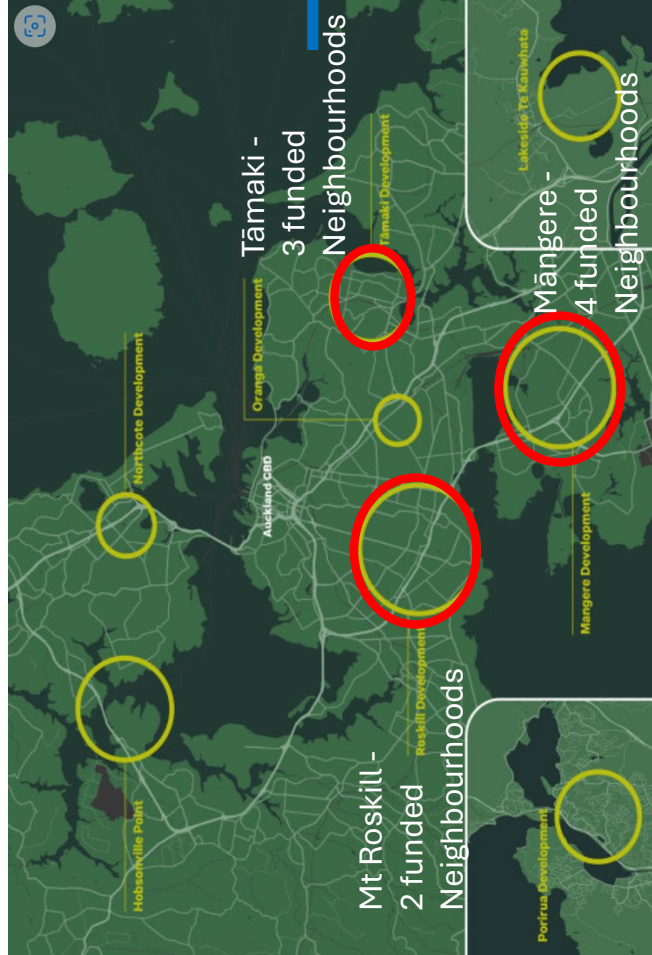 Hobsonville Point
Northcote Development
Auckland CBD
Oranga Development
Tāmaki -
3 funded
Neighbourhoods
Tāmaki Development
Mt Roskill -
2 funded
Neighbourhoods
Roskill Development
Mangere Development
Māngere -
4 funded
Neighbourhoods
Porirua Development
Lakeside Te Kauwhata